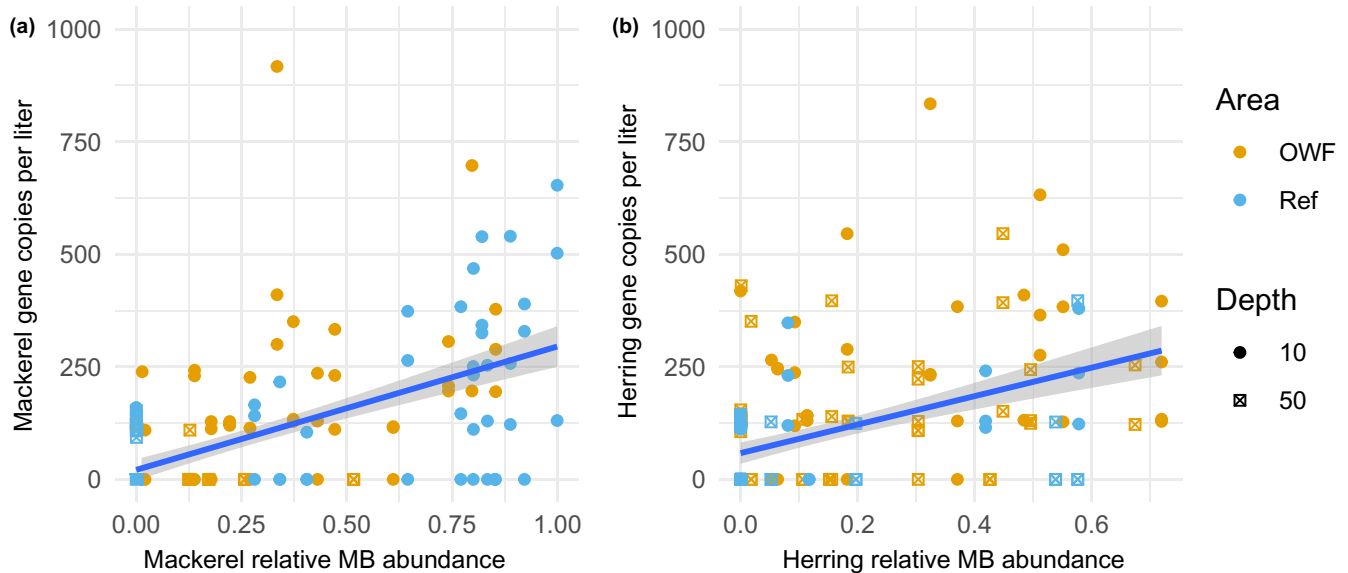 (a)
Mackerel gene copies per liter
1000
750
500
250
0
0.00 0.25 0.50 0.75 1.00
Mackerel relative MB abundance
(b)
Herring gene copies per liter
1000
750
500
250
0
0.0 0.2 0.4 0.6
Herring relative MB abundance
Area
OWF
Ref
Depth
10
50